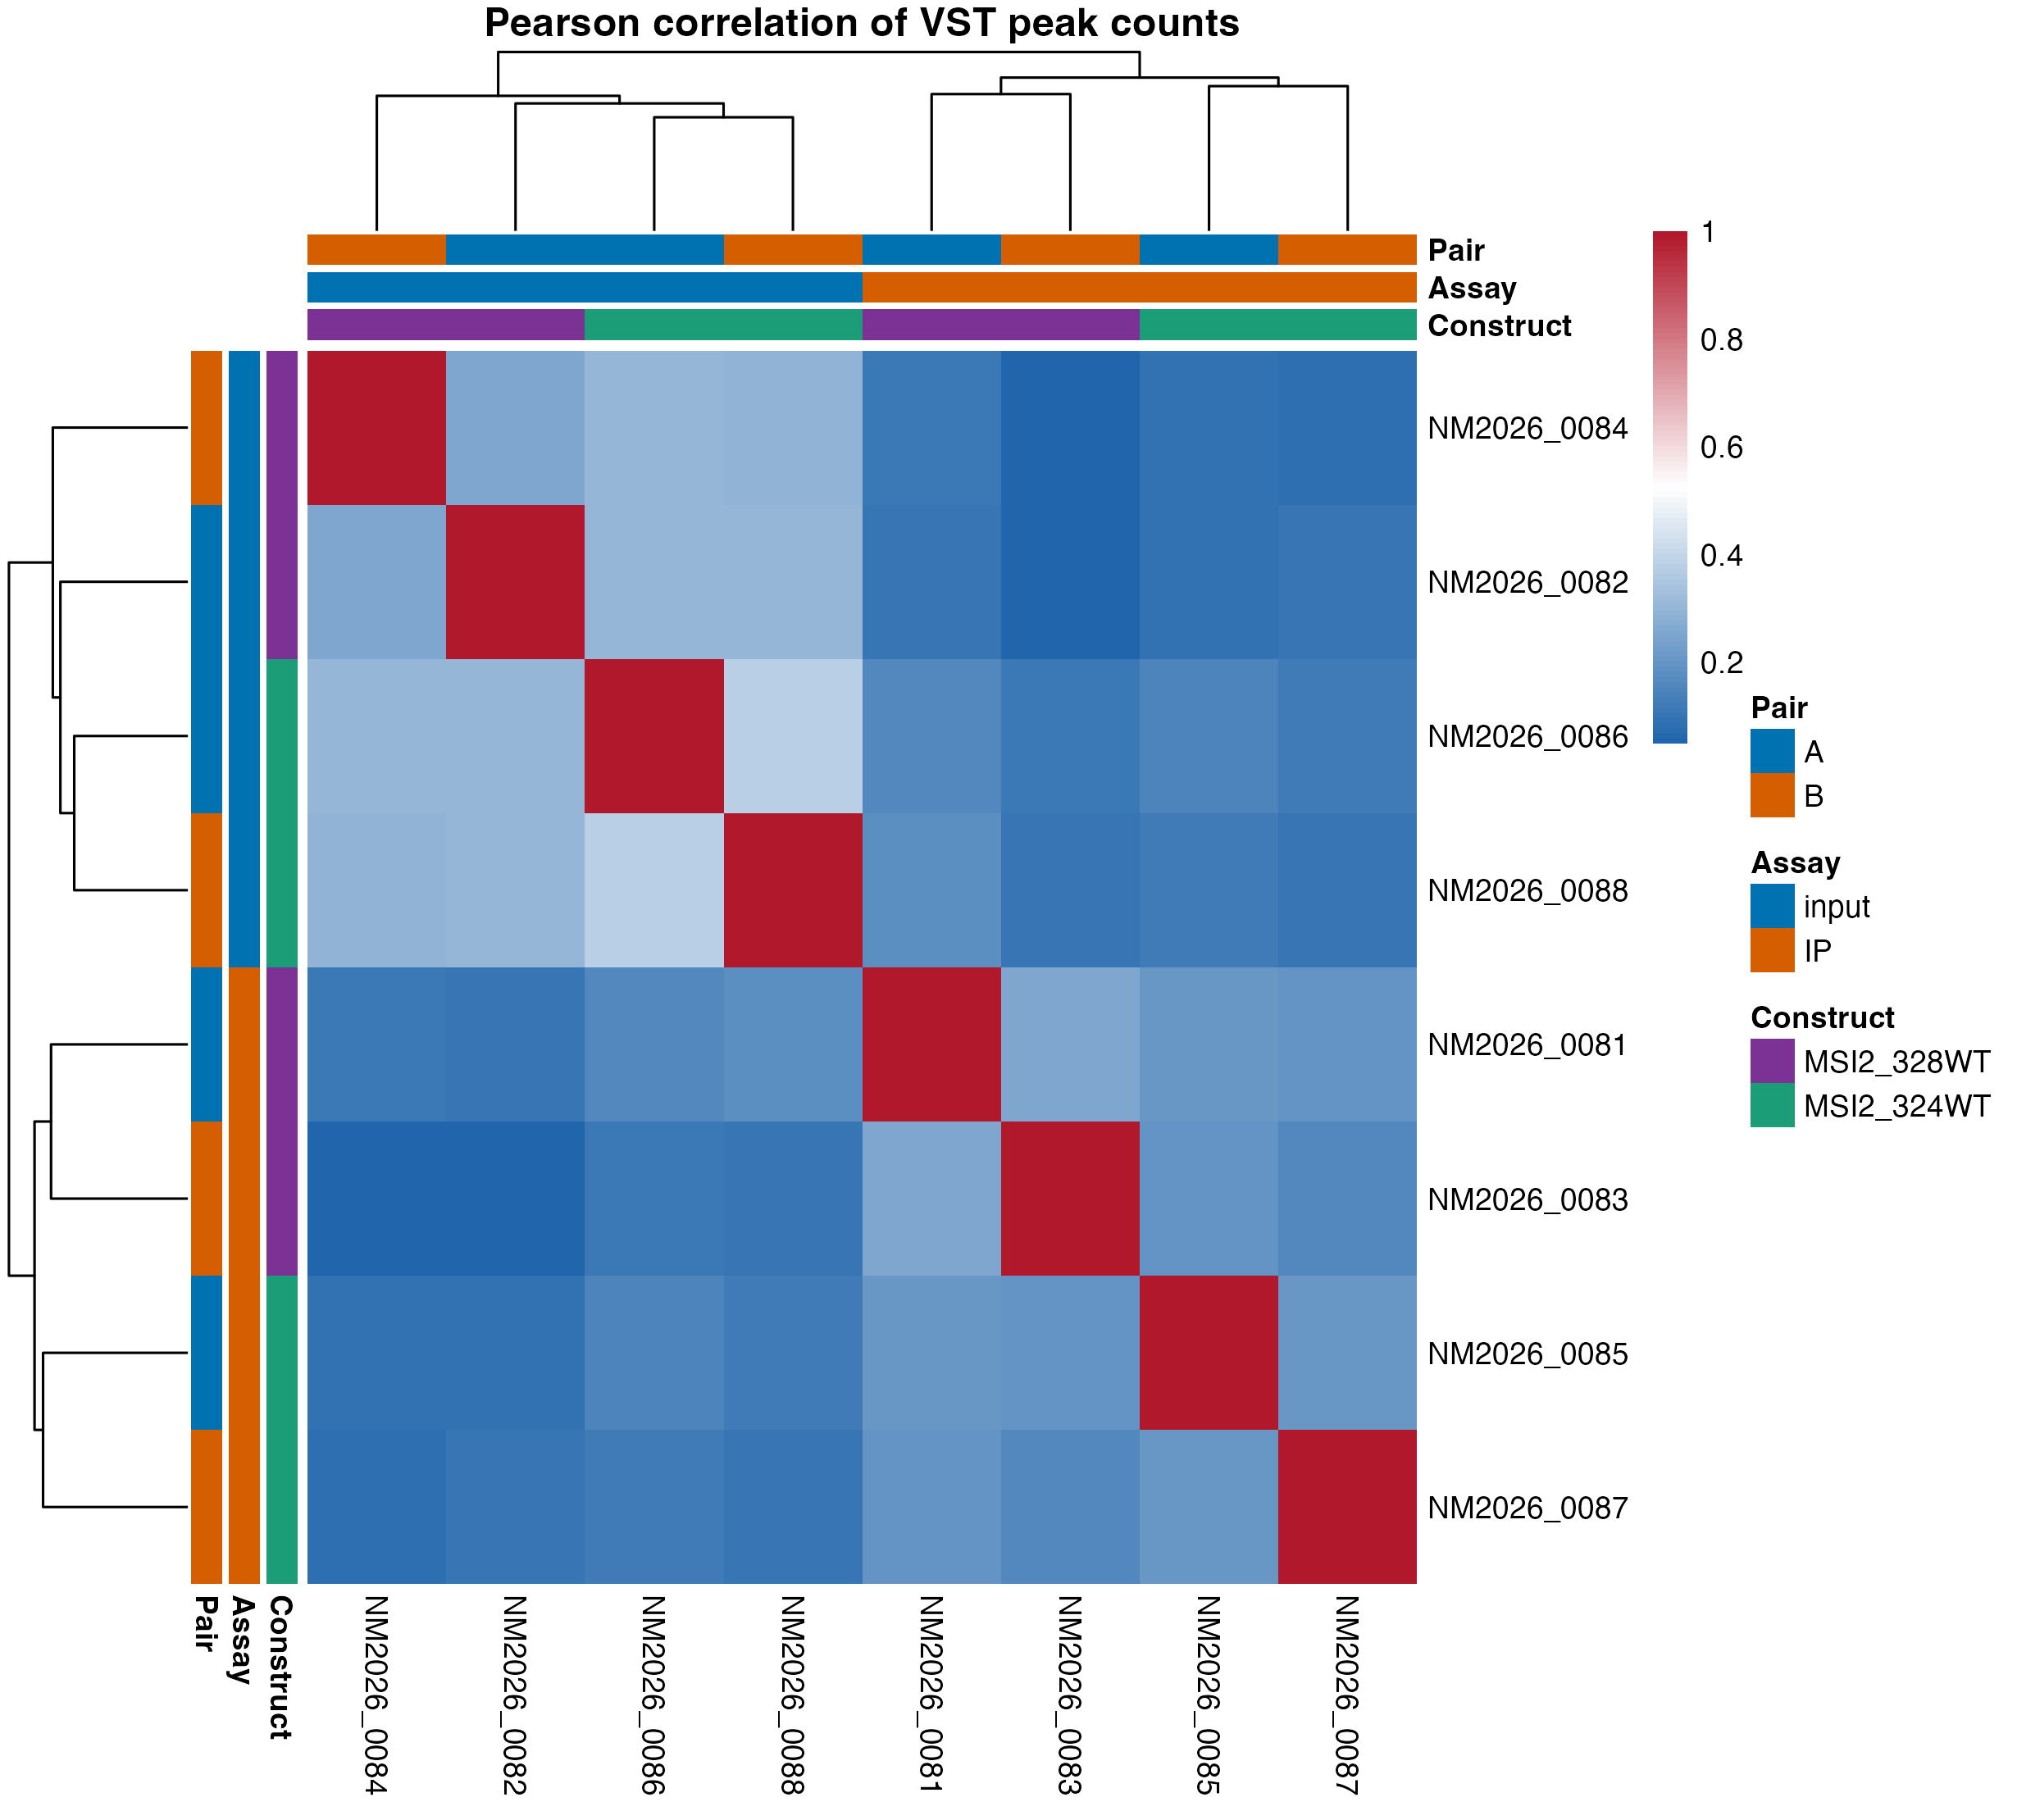 Pearson correlation of VST peak counts
Pair
Assay
Construct
1
0.8
0.6
0.4
0.2
NM2026_0084
NM2026_0082
NM2026_0086
NM2026_0088
NM2026_0081
NM2026_0083
NM2026_0085
NM2026_0087
Pair
A
B
Assay
input
IP
Construct
MSI2_328WT
MSI2_324WT
Pair
Assay
Construct
NM2026_0084
NM2026_0082
NM2026_0086
NM2026_0088
NM2026_0081
NM2026_0083
NM2026_0085
NM2026_0087